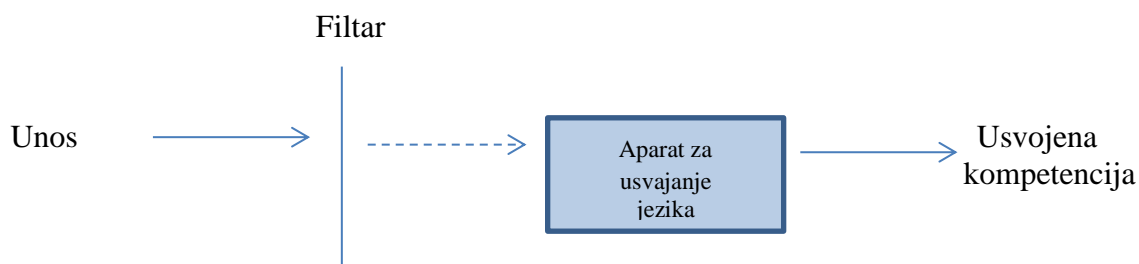 Filtar
Unos
Aparat za
usvajanje
jezika
Usvojena
kompetencija